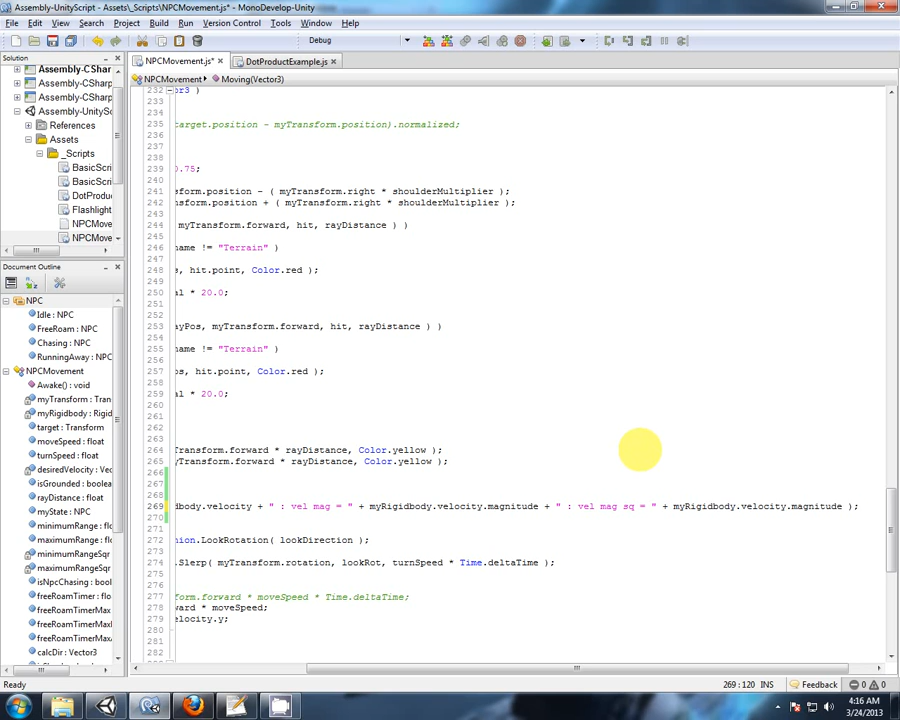 Assembly-UnityScript - Assets\_Scripts\NPCMovement.js* - MonoDevelop-Unity
File Edit View Search Project Build Run Version Control Tools Window Help
Debug
Solution
NPCMovement.js*
DotProductExample.js
Assembly-CShar
NPCMovement
Moving(Vector3)
Assembly-CSharp
Assembly-CSharp
Assembly-UnitySc
References
Assets
_Scripts
BasicScri
BasicScri
DotProdu
Flashlight
NPCMove
NPCMove
Document Outline
NPC
Idle : NPC
FreeRoam : NPC
Chasing : NPC
RunningAway : NPC
NPCMovement
Awake() : void
myTransform : Tran
myRigidbody : Rigid
target : Transform
moveSpeed : float
turnSpeed : float
desiredVelocity : Vec
isGrounded : boolean
rayDistance : float
myState : NPC
minimumRange : fl
maximumRange : fl
minimumRangeSqr
maximumRangeSqr
isNpcChasing : bool
freeRoamTimer : flo
freeRoamTimerMax
freeRoamTimerMaxl
freeRoamTimerMax
calcDir : Vector3
232 or3 )
233
234
235 target.position - myTransform.position).normalized;
236
237
238
239 0.75;
240
241 sform.position - ( myTransform.right * shoulderMultiplier );
242 nsform.position + ( myTransform.right * shoulderMultiplier );
243
244 myTransform.forward, hit, rayDistance ) )
245
246 name != "Terrain" )
247
248 s, hit.point, Color.red );
249
250 al * 20.0;
251
252
253 ayPos, myTransform.forward, hit, rayDistance ) )
254
255 name != "Terrain" )
256
257 os, hit.point, Color.red );
258
259 al * 20.0;
260
261
262
263
264 Transform.forward * rayDistance, Color.yellow );
265 yTransform.forward * rayDistance, Color.yellow );
266
267
268
269 dbody.velocity + " : vel mag = " + myRigidbody.velocity.magnitude + " : vel mag sq = " + myRigidbody.velocity.magnitude );
270
271
272 nion.LookRotation( lookDirection );
273
274 .Slerp( myTransform.rotation, lookRot, turnSpeed * Time.deltaTime );
275
276
277 form.forward * moveSpeed * Time.deltaTime;
278 ward * moveSpeed;
279 elocity.y;
280
281
282
Ready
269 : 120 INS
Feedback
0
0
4:16 AM
3/24/2013